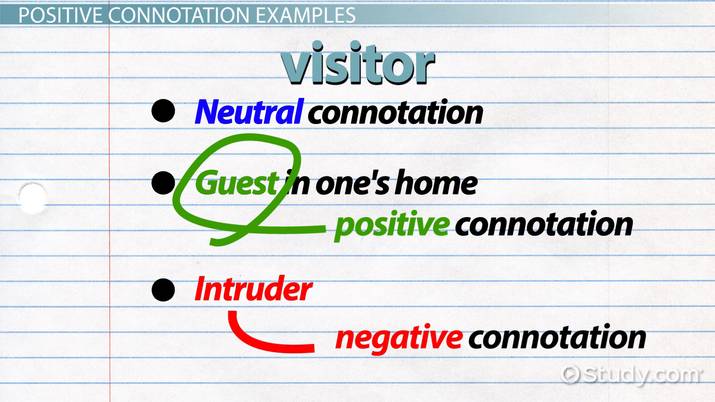 POSITIVE CONNOTATION EXAMPLES
visitor
Neutral connotation
Guest in one's home
positive connotation
Intruder
negative connotation
Study.com